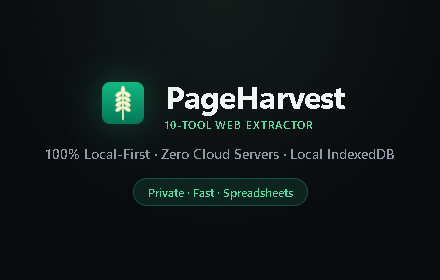 PageHarvest
10-TOOL WEB EXTRACTOR
100% Local-First · Zero Cloud Servers · Local IndexedDB
Private · Fast · Spreadsheets